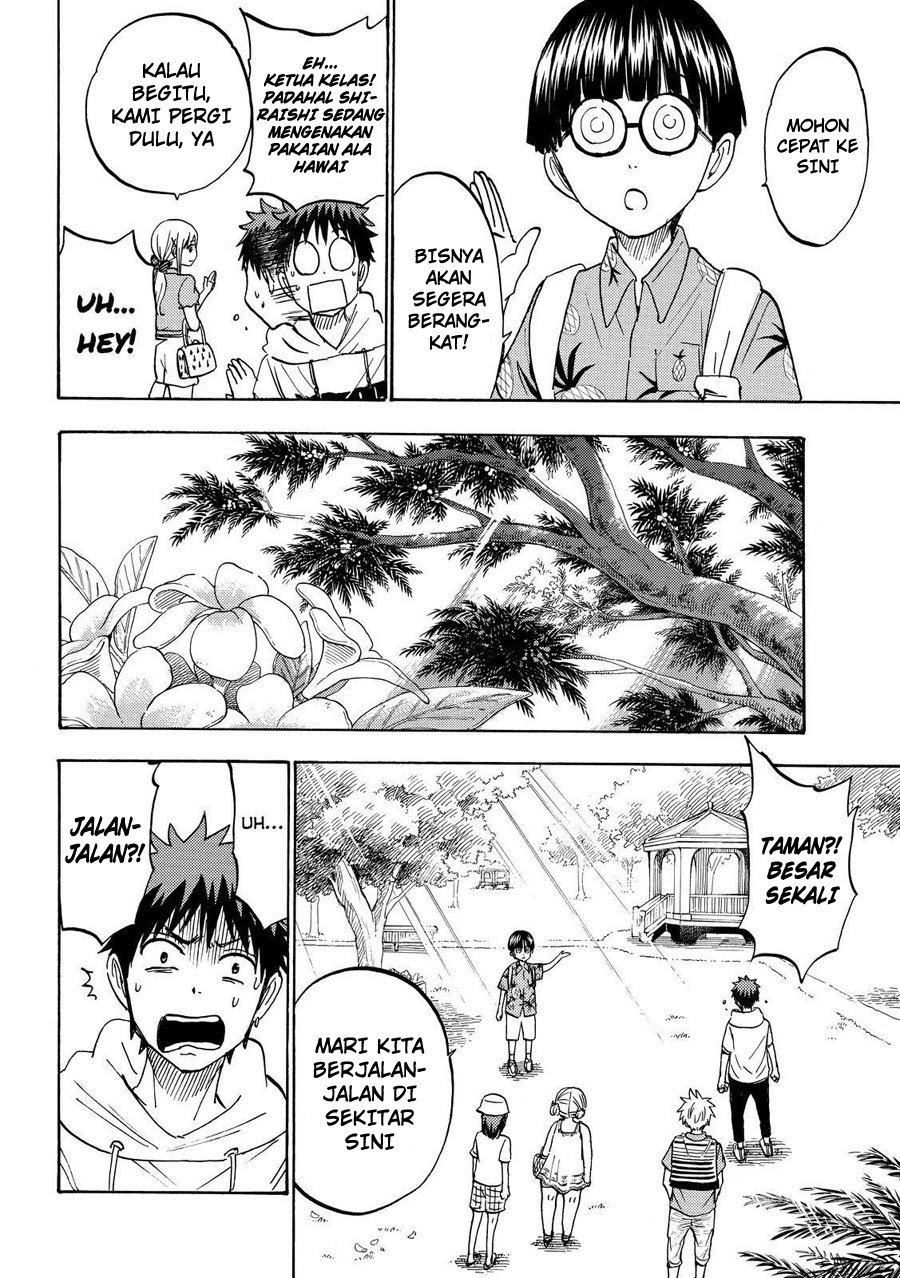 MOHON
CEPAT KE
SINI
BISNYA
AKAN
SEGERA
BERANG-
KAT!
EH...
KETUA KELAS!
PADAHAL SHI-
RAISHI SEDANG
MENGENAKAN
PAKAIAN ALA
HAWAI
KALAU
BEGITU,
KAMI PERGI
DULU, YA
UH...
HEY!
TAMAN?!
BESAR
SEKALI
MARI KITA
BERJALAN-
JALAN DI
SEKITAR
SINI
UH...
JALAN-
JALAN?!